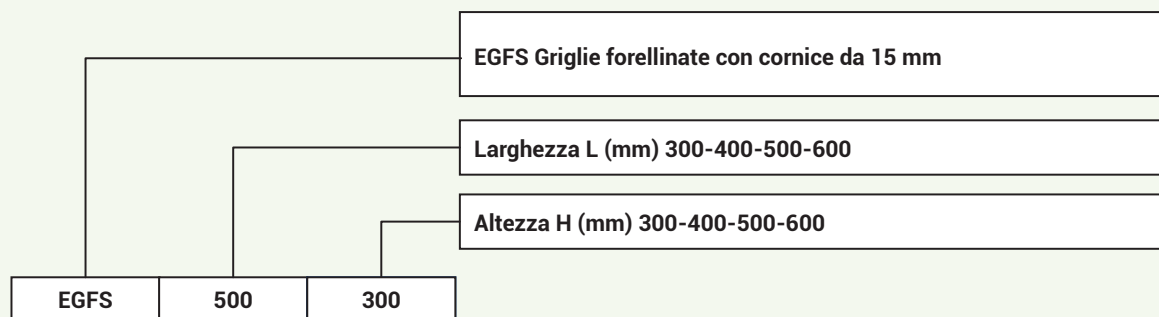 EGFS Griglie forellinate con cornice da 15 mm
Larghezza L (mm) 300-400-500-600
Altezza H (mm) 300-400-500-600
EGFS 500 300